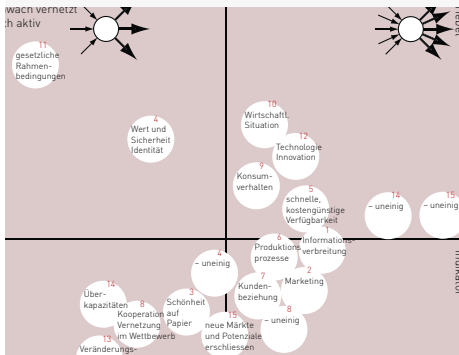 wach vernetzt
ch aktiv
11
gesetzliche
Rahmen-
bedingungen
4
Wert und
Sicherheit
Identität
10
Wirtschaftl.
Situation
12
Technologie
Innovation
9
Konsum-
verhalten
5
schnelle,
kostengünstige
Verfügbarkeit
14
– uneinig
15
– uneinig
1
Informations-
verbreitung
6
Produktions
prozesse
4
– uneinig
7
Kunden-
beziehung
2
Marketing
14
Über-
kapazitäten
8
Kooperation
Vernetzung
im Wettbewerb
3
Schönheit
auf
Papier
15
neue Märkte
und Potenziale
erschliessen
8
– uneinig
13
Veränderungs-